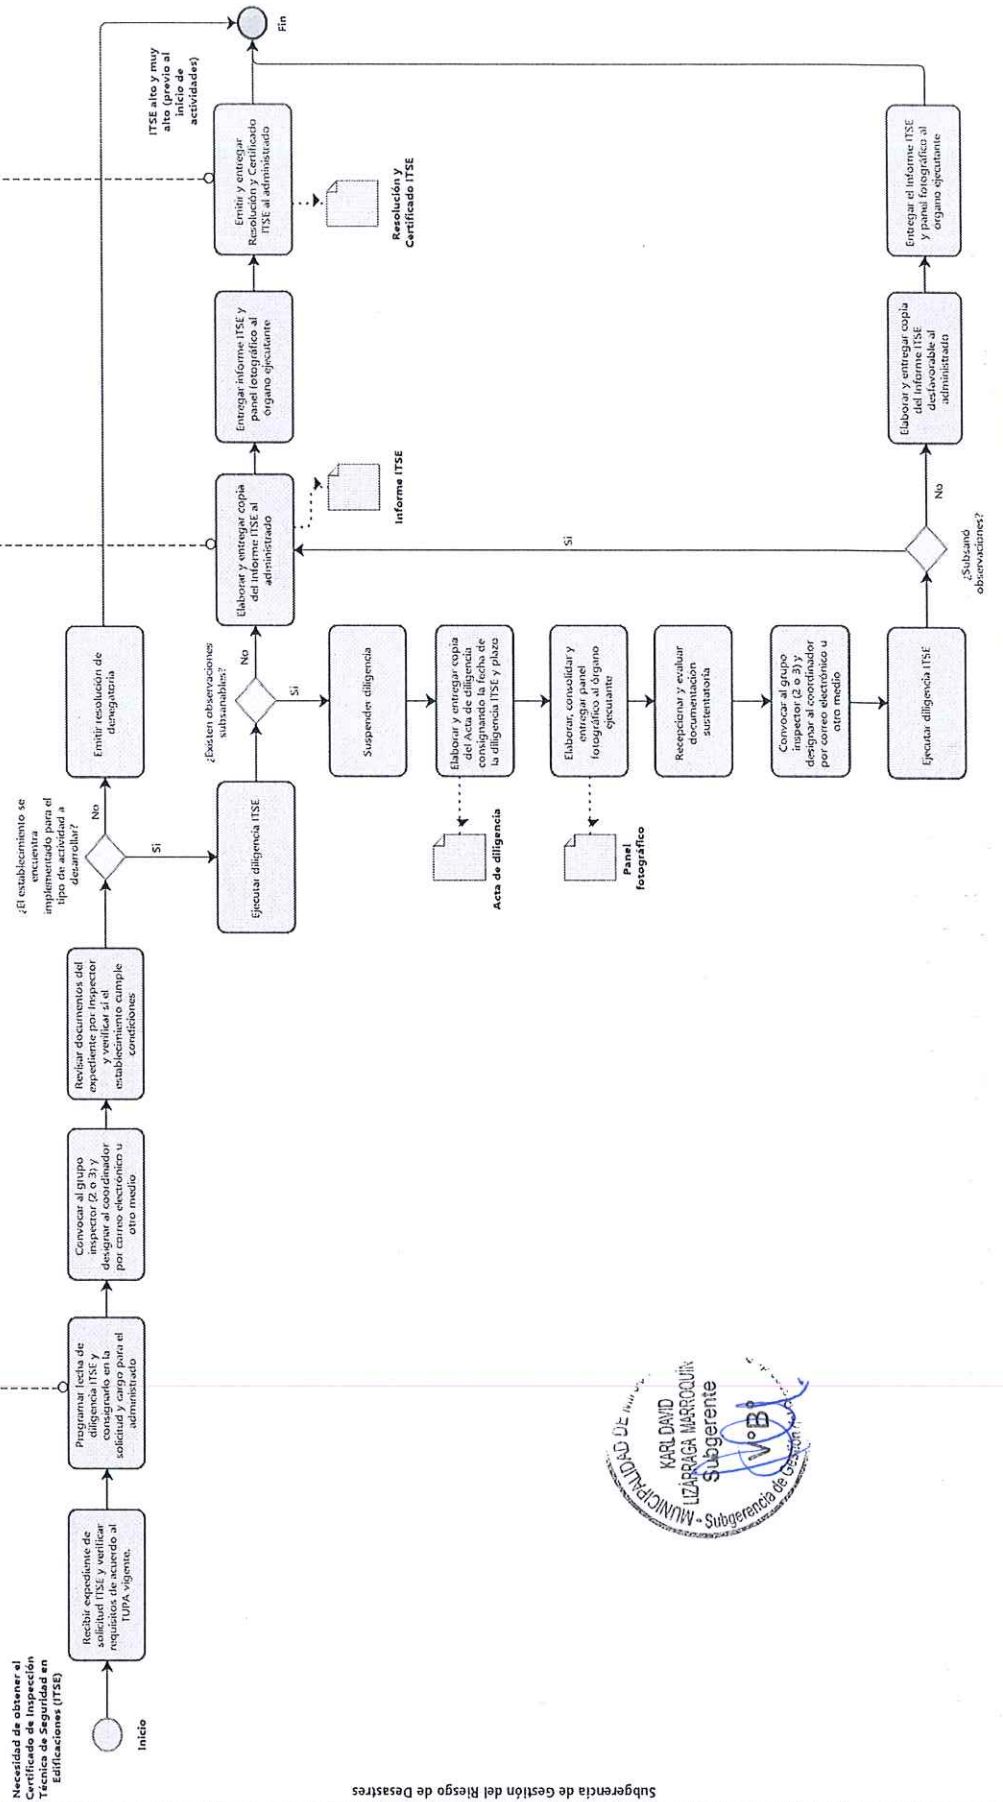 Necesidad de obtener el
Certificado de Inspección
Técnica de Seguridad en
Edificaciones (ITSE)
Inicio
Recibir expediente de
solicitud ITSE y verificar
requisitos de acuerdo al
TUPA vigente.
Programar fecha de
diligencia ITSE y
consignarlo en la
solicitud y cargo para el
administrado
Convocar al grupo
inspector (2 o 3) y
designar al coordinador
por correo electrónico u
otro medio
Revisar documentos del
expediente por Inspector
y verificar si el
establecimiento cumple
condiciones
¿El establecimiento se
encuentra
implementado para el
tipo de actividad a
desarrollar?
No
Si
Emitir resolución de
denegatoria
Ejecutar diligencia ITSE
¿Existen observaciones
subsanables?
No
Si
Elaborar y entregar copia
del Informe ITSE al
administrado
Informe ITSE
Entregar informe ITSE y
panel fotográfico al
órgano ejecutante
Emitir y entregar
Resolución y Certificado
ITSE al administrado
Resolución y
Certificado ITSE
ITSE alto y muy
alto (previo al
inicio de
actividades)
Fin
Suspender diligencia
Elaborar y entregar copia
del Acta de diligencia
consignando la fecha de
la diligencia ITSE y plazo
Acta de diligencia
Elaborar, consolidar y
entregar panel
fotográfico al órgano
ejecutante
Panel
fotográfico
Recepcionar y evaluar
documentación
sustentatoria
Convocar al grupo
inspector (2 o 3) y
designar al coordinador
por correo electrónico u
otro medio
Ejecutar diligencia ITSE
¿Subsanó
observaciones?
Si
No
Elaborar y entregar copia
del Informe ITSE
desfavorable al
administrado
Entregar el Informe ITSE
y panel fotográfico al
órgano ejecutante
MUNICIPALIDAD DE
KARL DAVID
LIZARRAGA MARROQUIN
Subgerente
V°B°
Subgerencia de Gestión
Subgerencia de Gestión del Riesgo de Desastres